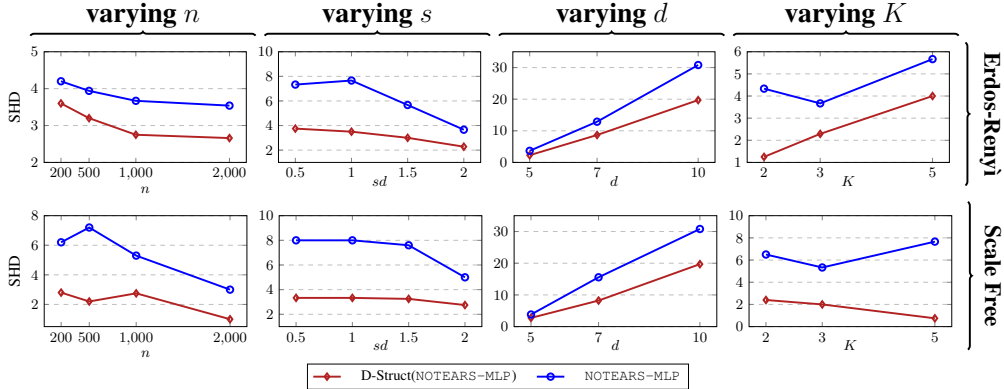 varying n varying s varying d varying K
5
4
3
2
SHD
200 500 1,000 2,000
n
10
8
6
4
2
0.5 1 1.5 2
sd
30
20
10
0
5 7 10
d
6
5
4
3
2
1
2 3 5
K
Erdos-Renyì
8
6
4
2
SHD
200 500 1,000 2,000
n
10
8
6
4
2
0.5 1 1.5 2
sd
30
20
10
0
5 7 10
d
10
8
6
4
2
0
2 3 5
K
Scale Free
D-Struct(NOTEARS-MLP) NOTEARS-MLP